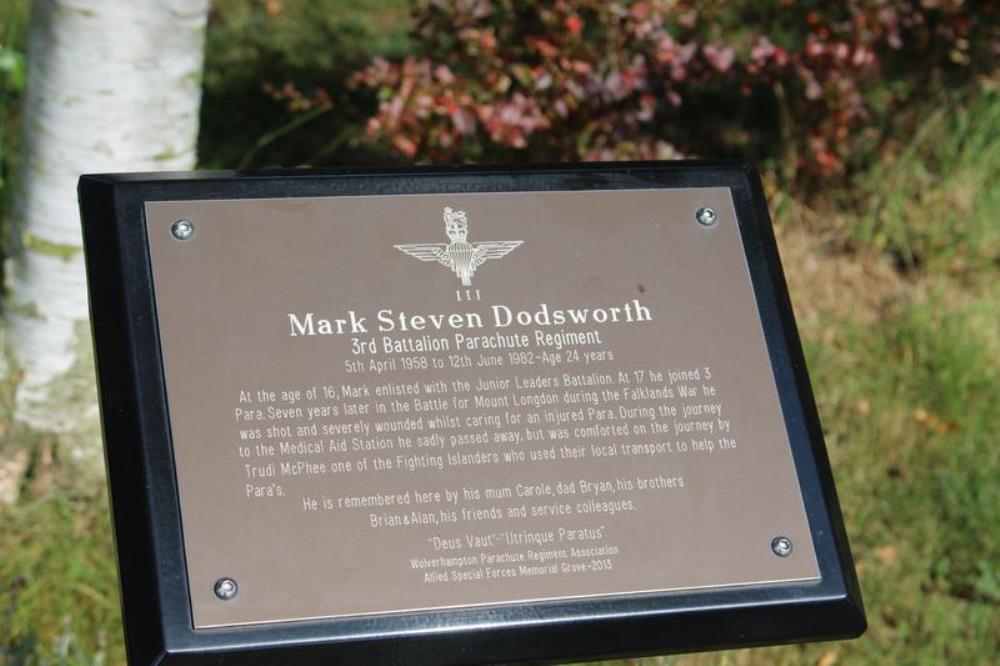 III
Mark Steven Dodsworth
3rd Battalion Parachute Regiment
5th April 1958 to 12th June 1982~Age 24 years
At the age of 16, Mark enlisted with the Junior Leaders Battalion. At 17 he joined 3
Para. Seven years later in the Battle for Mount Longdon during the Falklands War he
was shot and severely wounded whilst caring for an injured Para. During the journey
to the Medical Aid Station he sadly passed away, but was comforted on the journey by
Trudi McPhee one of the Fighting Islanders who used their local transport to help the
Para's.
He is remembered here by his mum Carole, dad Bryan, his brothers
Brian & Alan, his friends and service colleagues.
"Deus Vaut"~"Utrinque Paratus"
Wolverhampton Parachute Regiment Association
Allied Special Forces Memorial Grove~2013